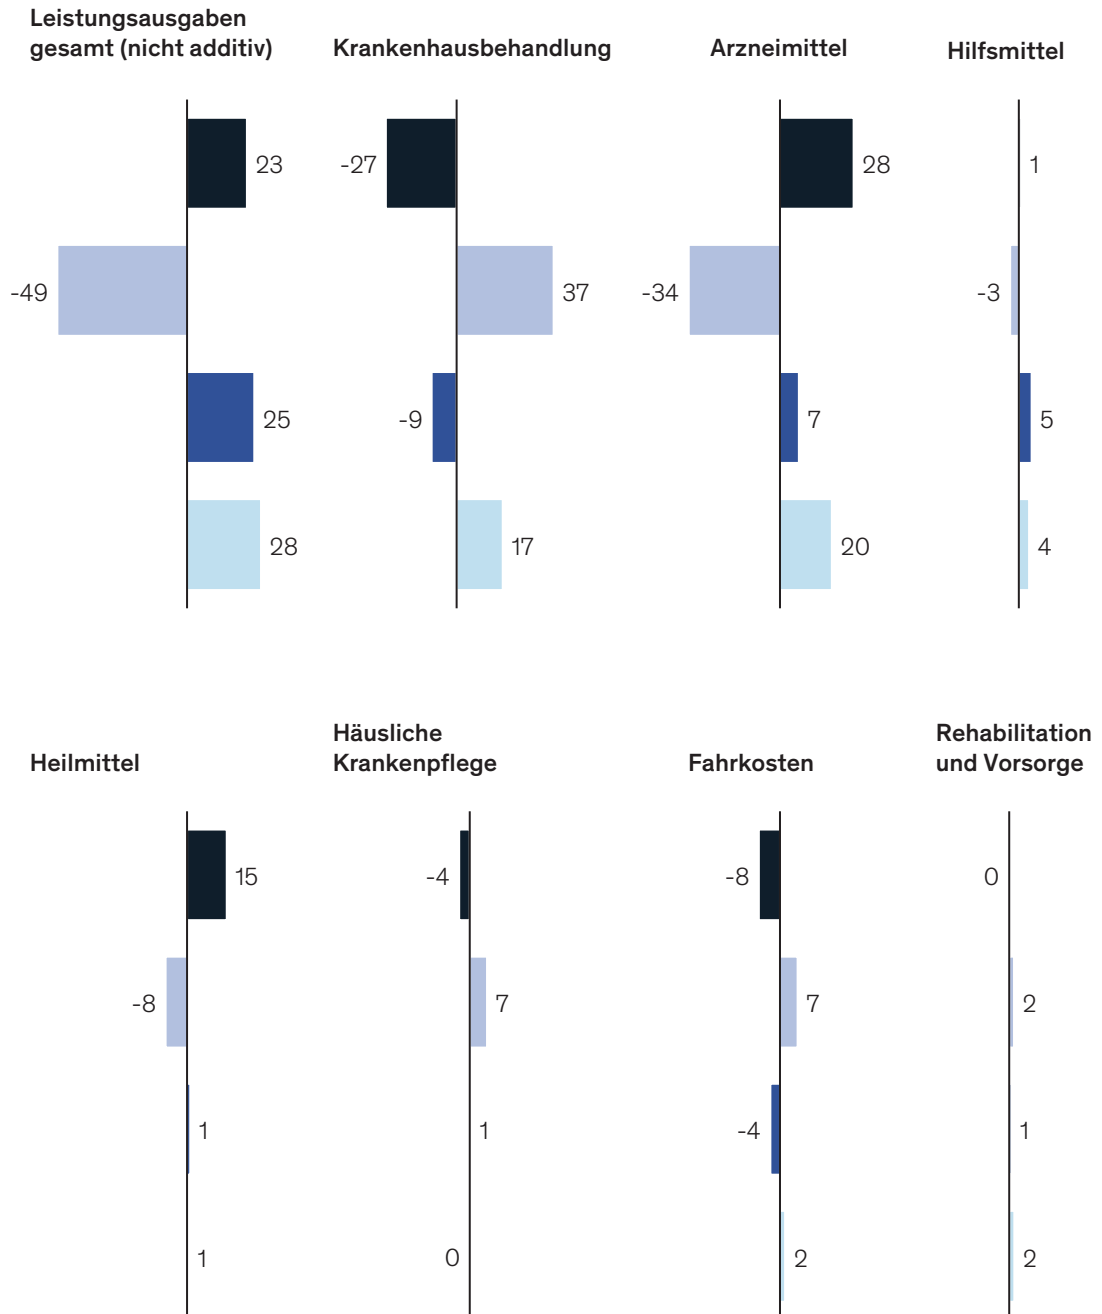 Leistungsausgaben
gesamt (nicht additiv)
Krankenhausbehandlung
Arzneimittel
Hilfsmittel
23
-27
28
1
-49
37
-34
-3
25
-9
7
5
28
17
20
4
Heilmittel
Häusliche
Krankenpflege
Fahrkosten
Rehabilitation
und Vorsorge
15
-4
-8
0
-8
7
7
2
1
1
-4
1
1
0
2
2